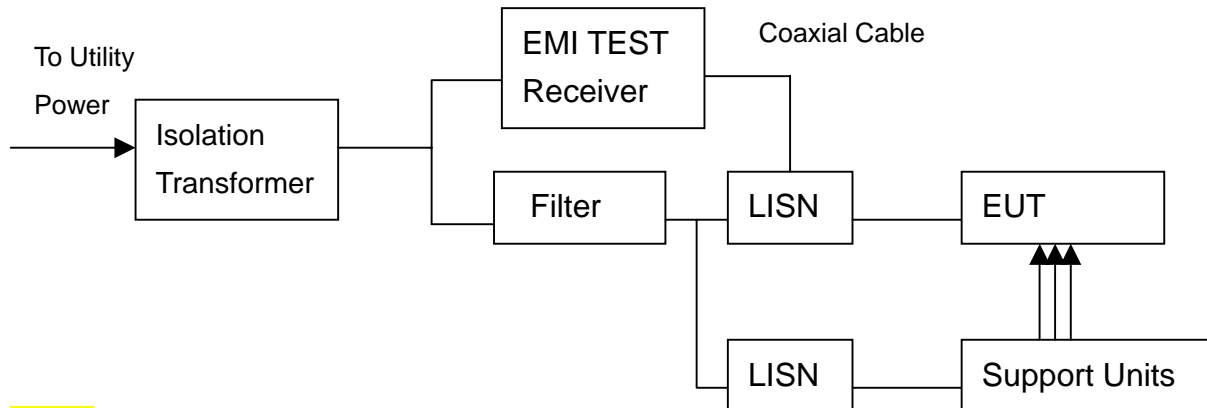 To Utility
Power
Isolation
Transformer
EMI TEST
Receiver
Coaxial Cable
Filter
LISN
EUT
LISN
Support Units